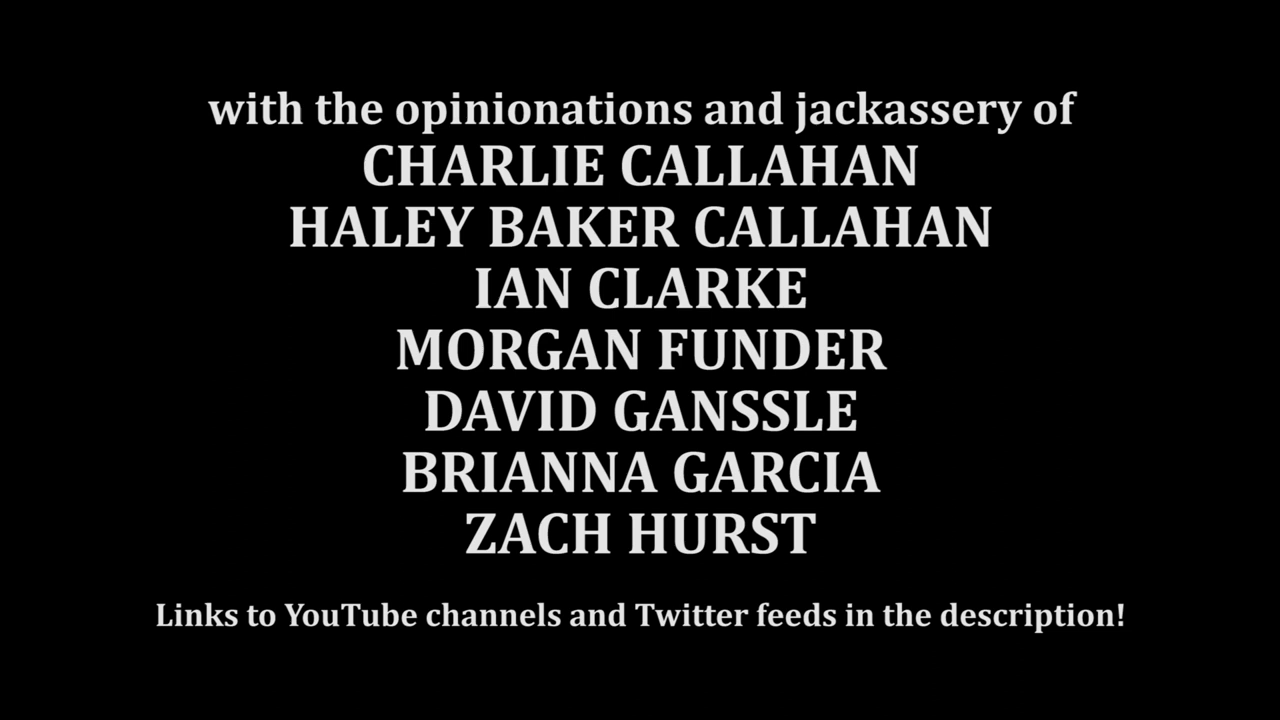 with the opinionations and jackassery of
CHARLIE CALLAHAN
HALEY BAKER CALLAHAN
IAN CLARKE
MORGAN FUNDER
DAVID GANSSLE
BRIANNA GARCIA
ZACH HURST
Links to YouTube channels and Twitter feeds in the description!